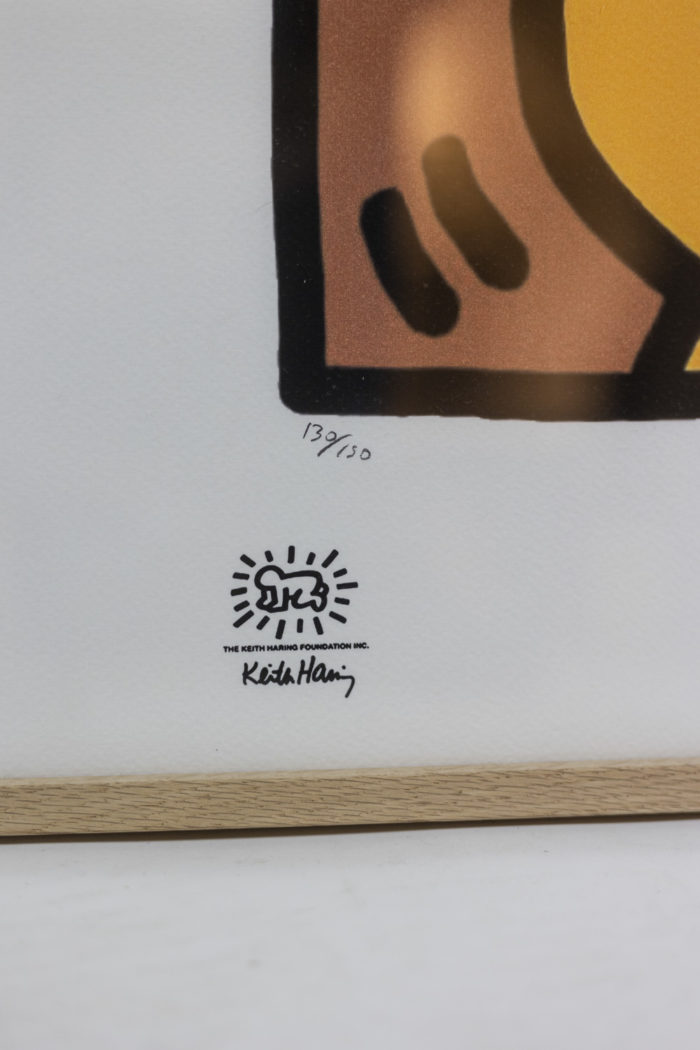 130/150
THE KEITH HARING FOUNDATION INC.
Keith Haring